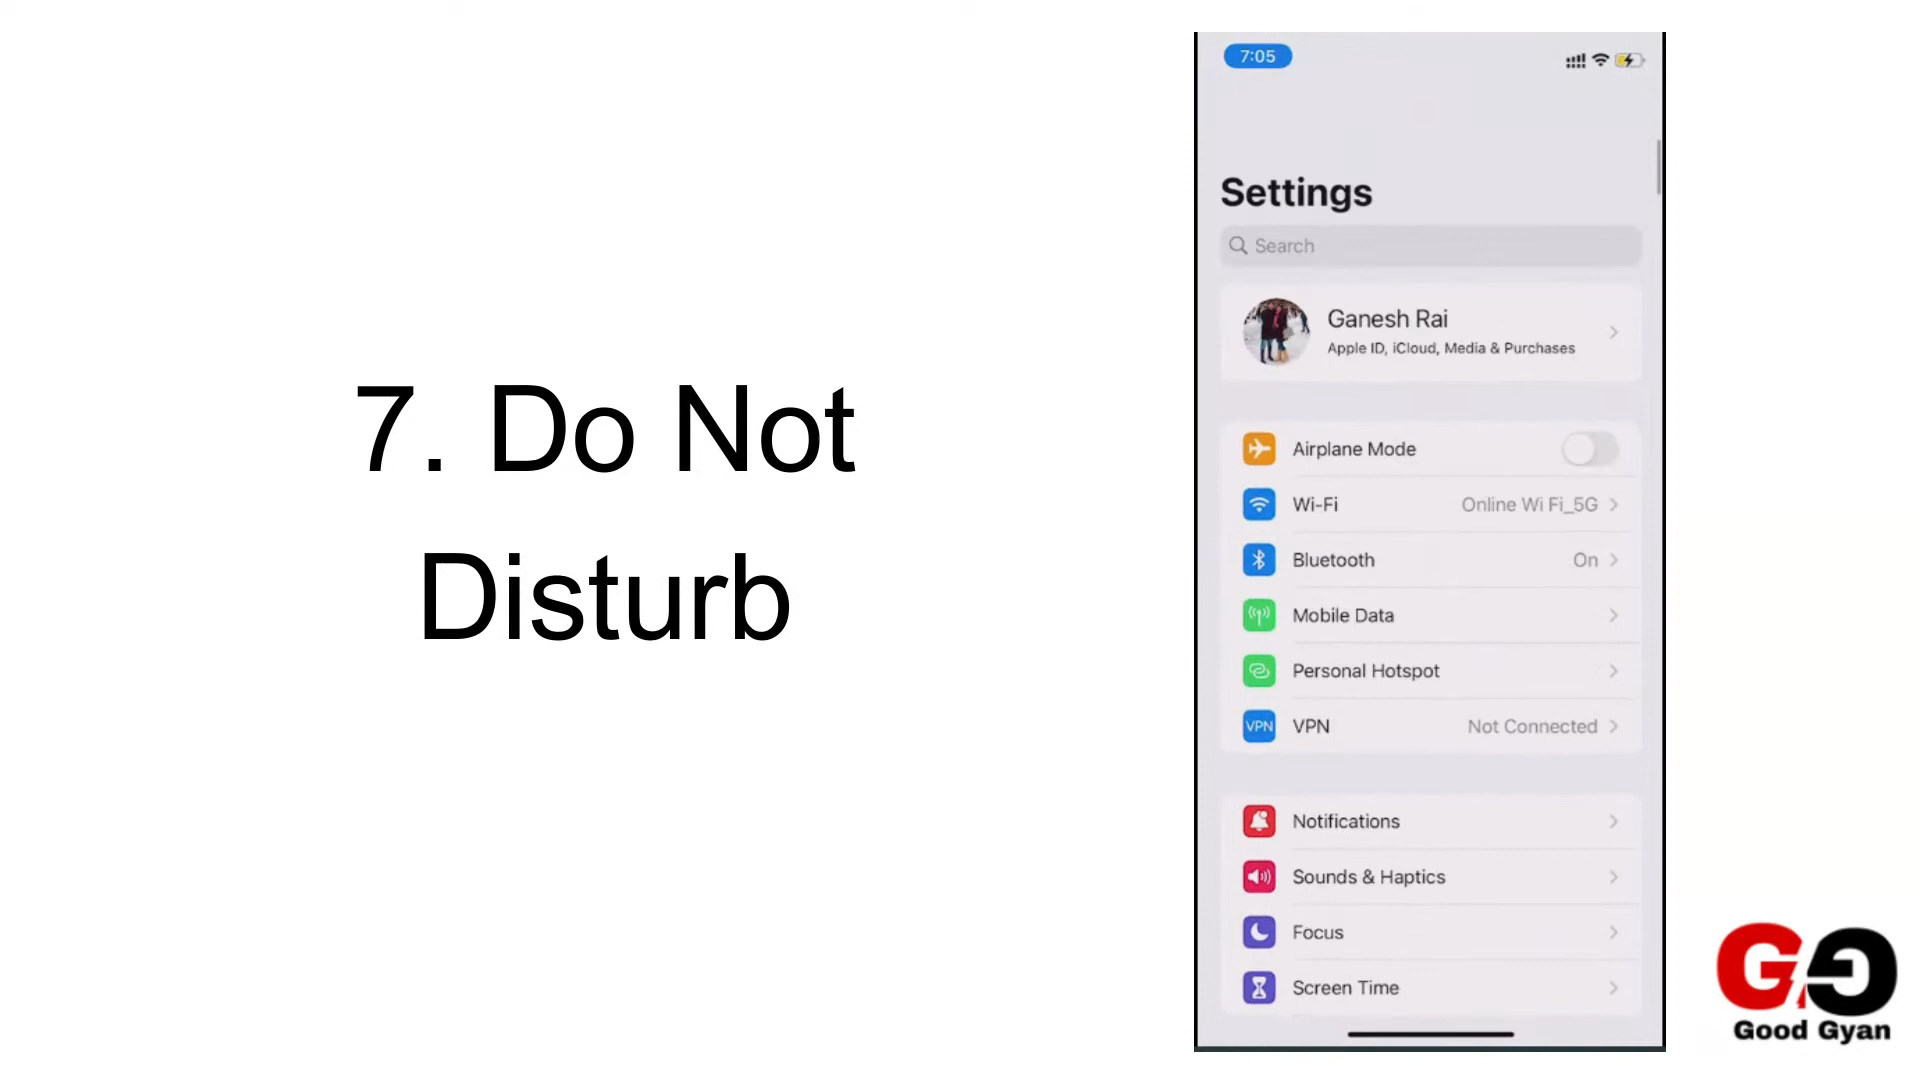 7. Do Not
Disturb
7:05
Settings
Search
Ganesh Rai
Apple ID, iCloud, Media & Purchases
Airplane Mode
Wi-Fi Online Wi Fi_5G
Bluetooth On
Mobile Data
Personal Hotspot
VPN VPN Not Connected
Notifications
Sounds & Haptics
Focus
Screen Time
GG
Good Gyan